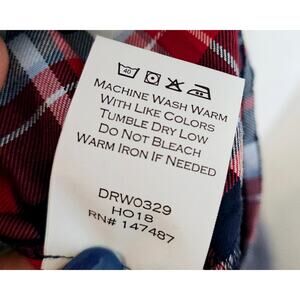 40
MACHINE WASH WARM
WITH LIKE COLORS
TUMBLE DRY LOW
DO NOT BLEACH
WARM IRON IF NEEDED
DRW0329
HO18
RN# 147487